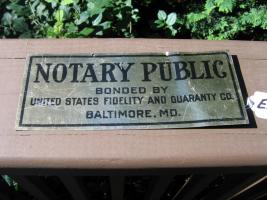 NOTARY PUBLIC
BONDED BY
UNITED STATES FIDELITY AND GUARANTY CO.
BALTIMORE, MD.